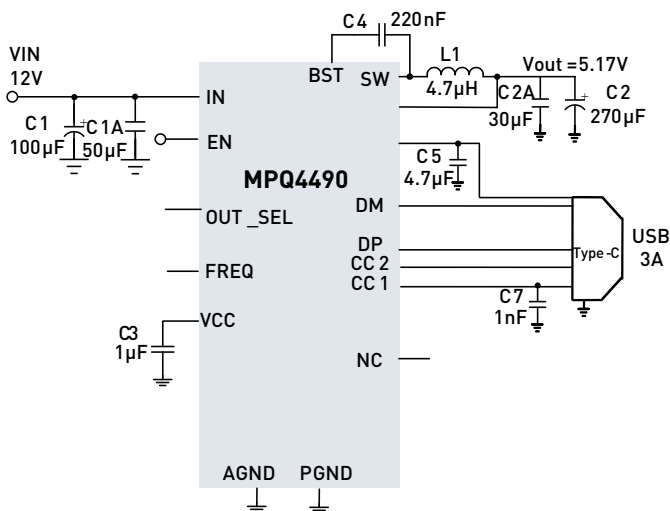 C4 220nF
VIN
12V
BST
SW
L1
4.7µH
Vout =5.17V
IN
C1
100µF
C1A
50µF
C2A
30µF
C2
270µF
EN
C5
4.7µF
MPQ4490
OUT_SEL
DM
DP
CC2
CC1
Type-C
USB
3A
FREQ
C7
1nF
VCC
C3
1µF
NC
AGND
PGND